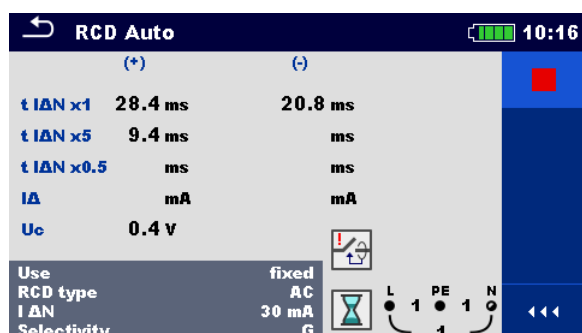 RCD Auto 10:16
(+) (-)
t IΔN x1 28.4 ms 20.8 ms
t IΔN x5 9.4 ms ms
t IΔN x0.5 ms ms
IΔ mA mA
Uc 0.4 V
!
Use fixed
RCD type AC
I ΔN 30 mA
Selectivity G
L PE N
1 1
1